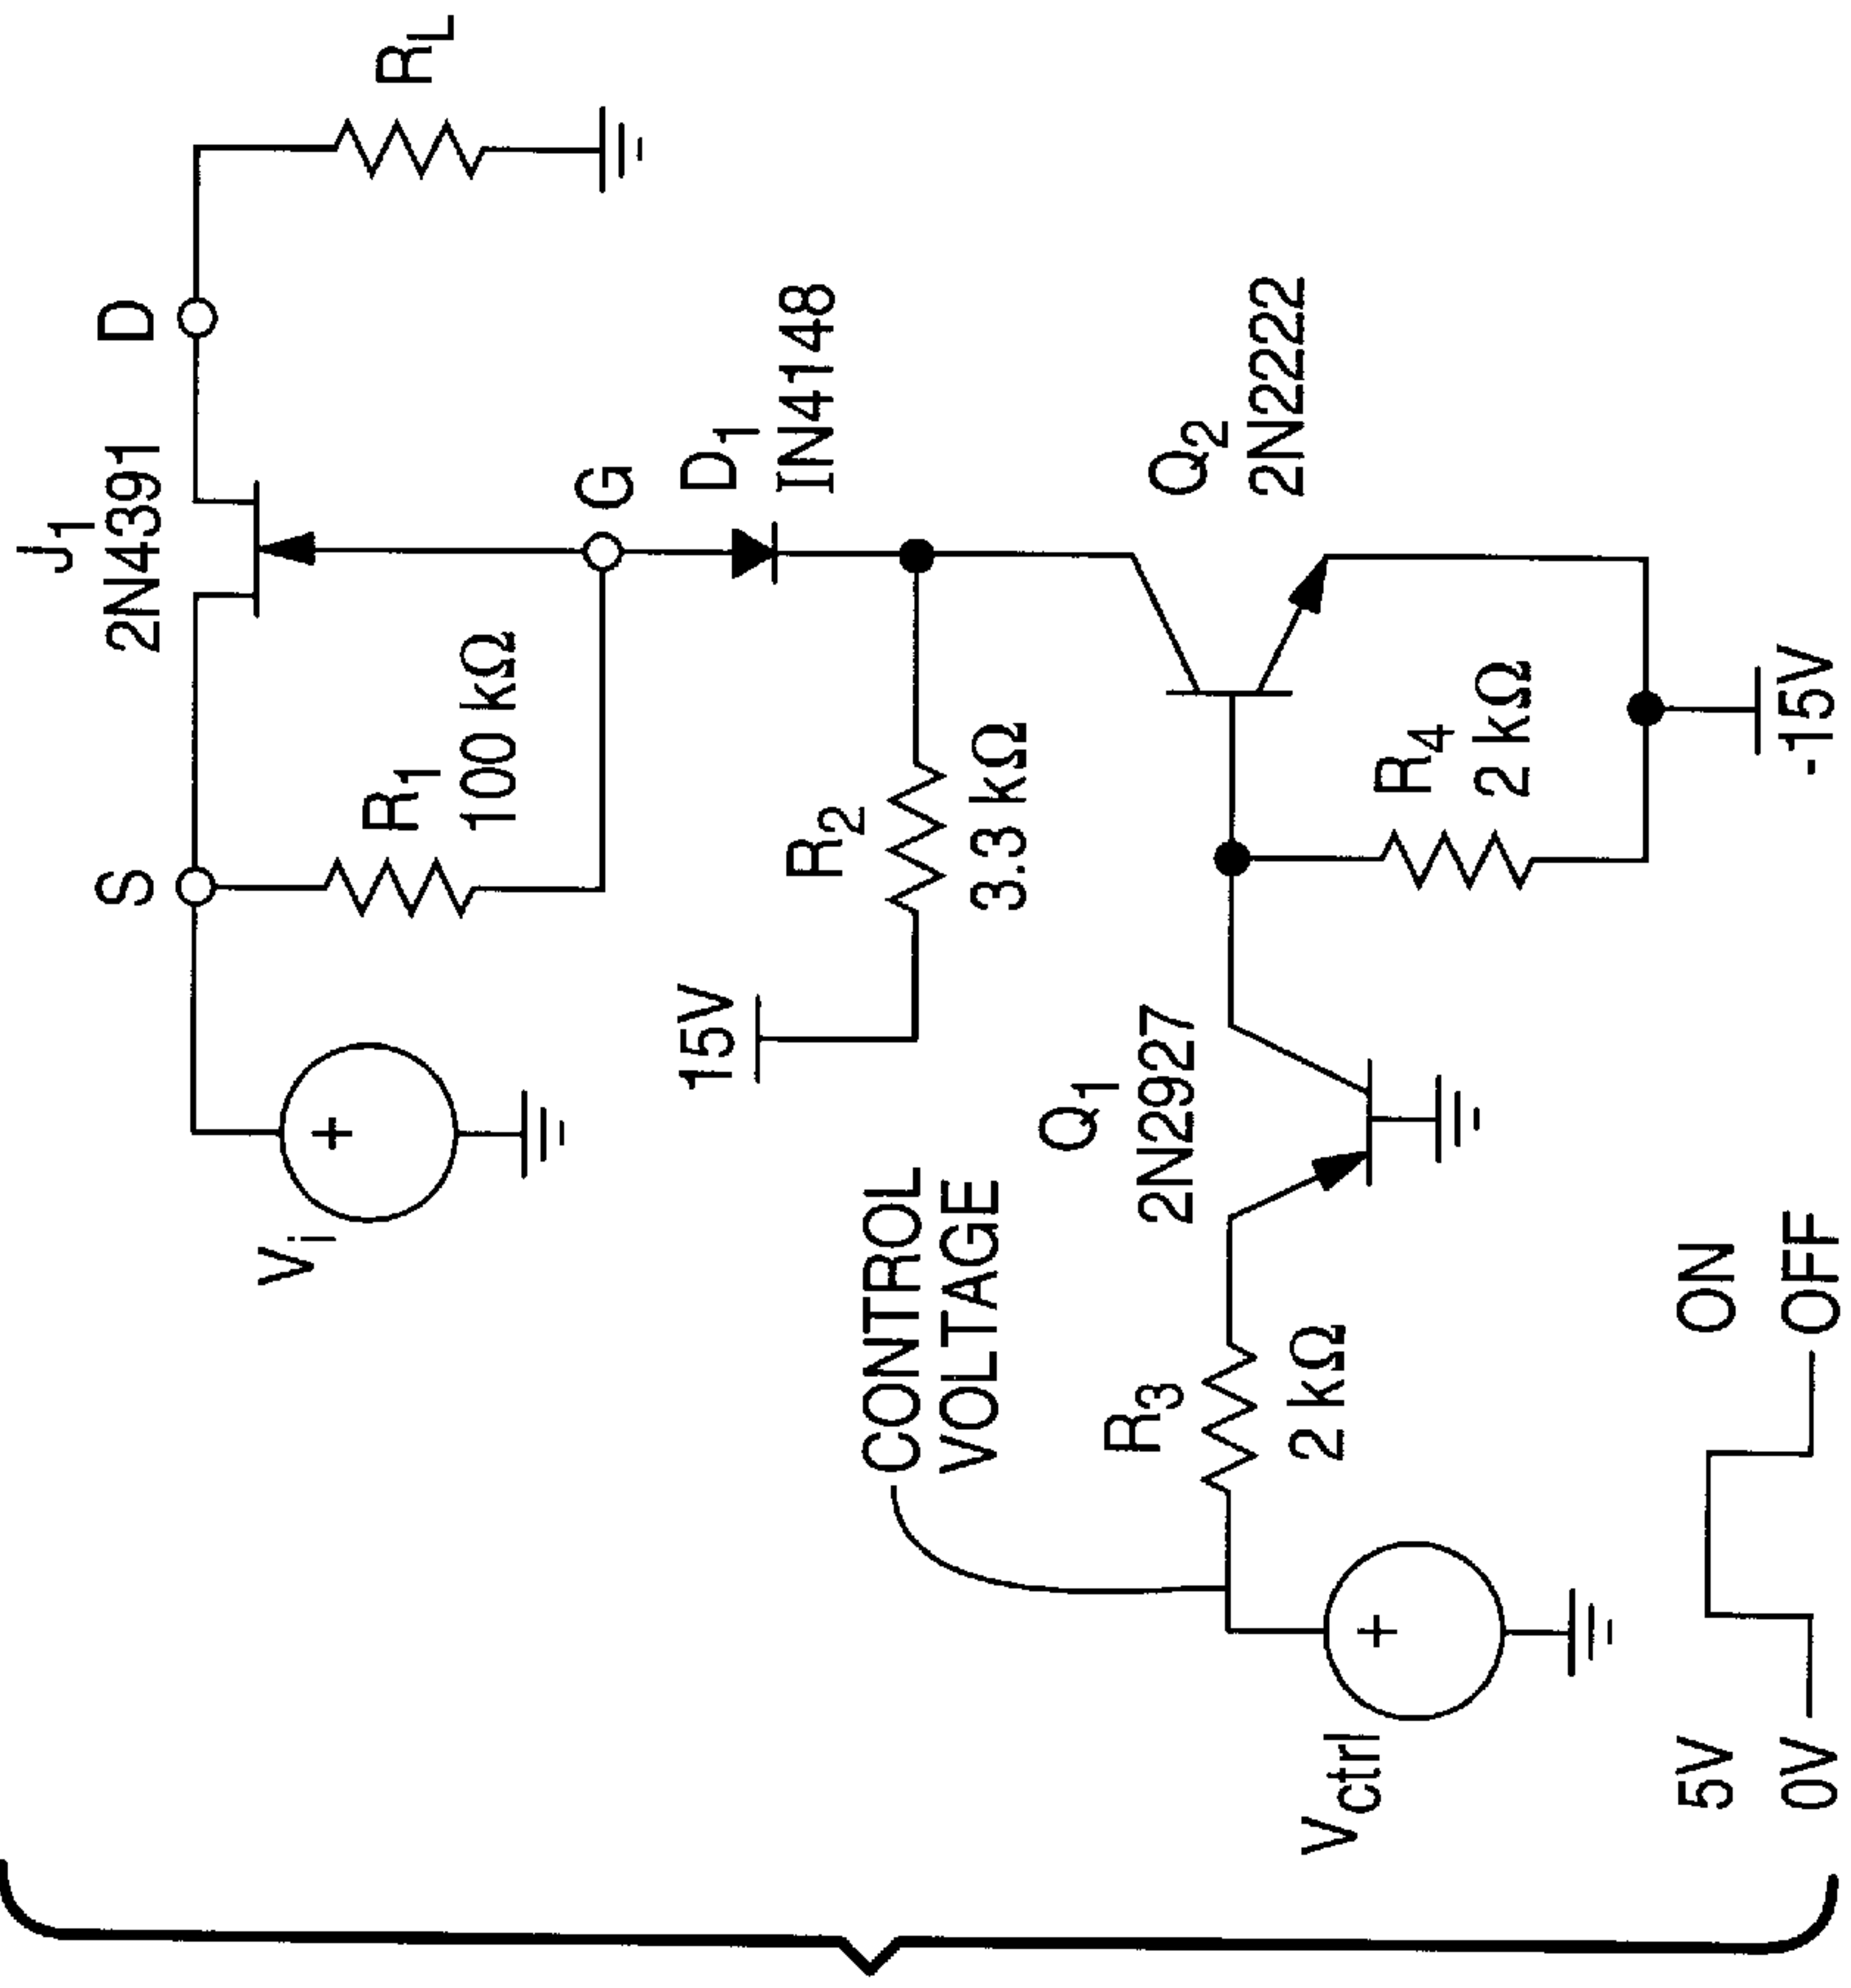 J1
2N4391
S
D
Vi
R1
100 kΩ
G
RL
15V
R2
3.3 kΩ
D1
IN4148
CONTROL
VOLTAGE
Q1
2N2927
Q2
2N2222
R3
2 kΩ
R4
2 kΩ
Vctrl
-15V
5V
ON
0V
OFF
+
+